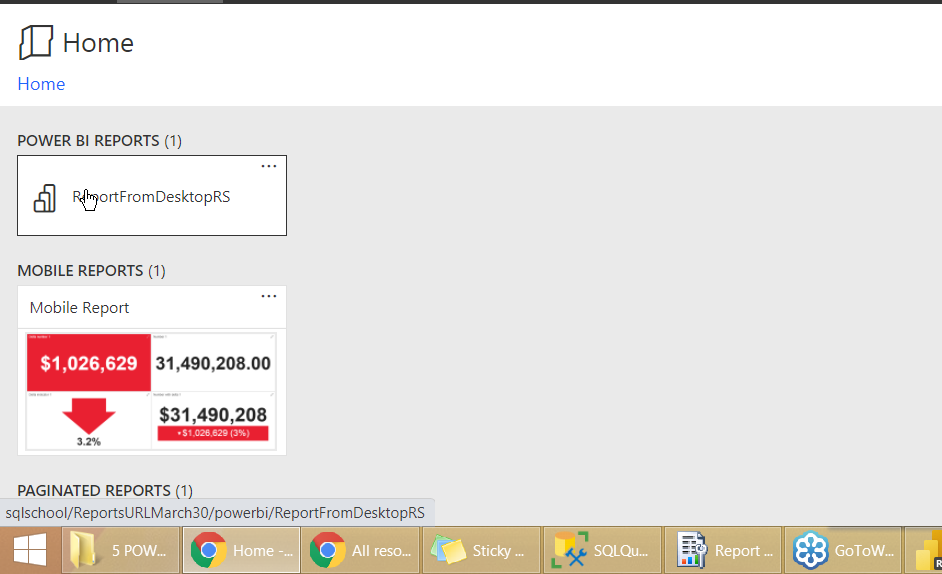 Home
Home
POWER BI REPORTS (1)
ReportFromDesktopRS
MOBILE REPORTS (1)
Mobile Report
$1,026,629
31,490,208.00
3.2%
$31,490,208
$1,026,629 (3%)
PAGINATED REPORTS (1)
sqlschool/ReportsURLMarch30/powerbi/ReportFromDesktopRS
5 POW... Home -... All reso... Sticky ... SQLQu... Report ... GoToW...